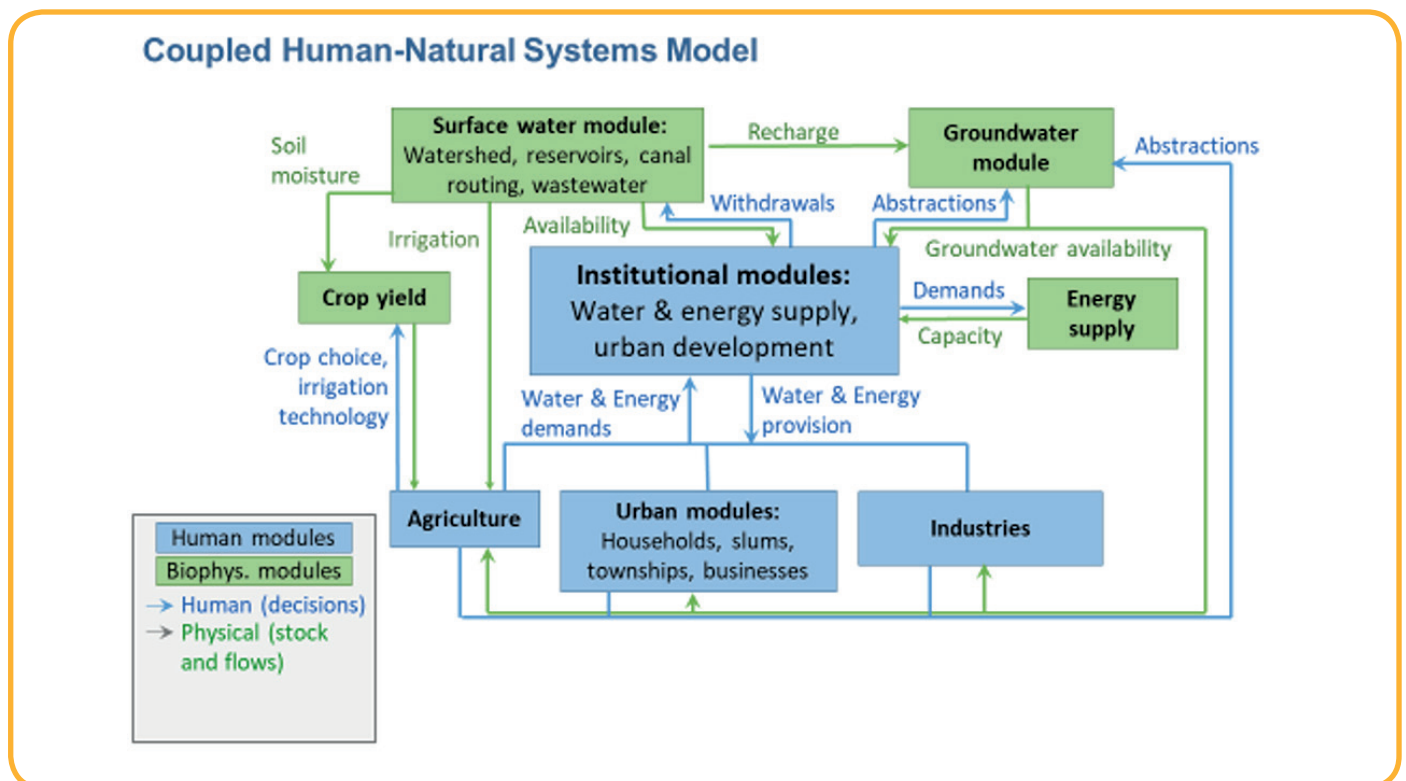 Coupled Human-Natural Systems Model
Surface water module:
Watershed, reservoirs, canal
routing, wastewater
Recharge
Groundwater
module
Abstractions
Soil
moisture
Withdrawals
Abstractions
Irrigation
Availability
Groundwater availability
Crop yield
Institutional modules:
Water & energy supply,
urban development
Demands
Capacity
Energy
supply
Crop choice,
irrigation
technology
Water & Energy
demands
Water & Energy
provision
Agriculture
Urban modules:
Households, slums,
townships, businesses
Industries
Human modules
Biophys. modules
Human (decisions)
Physical (stock
and flows)